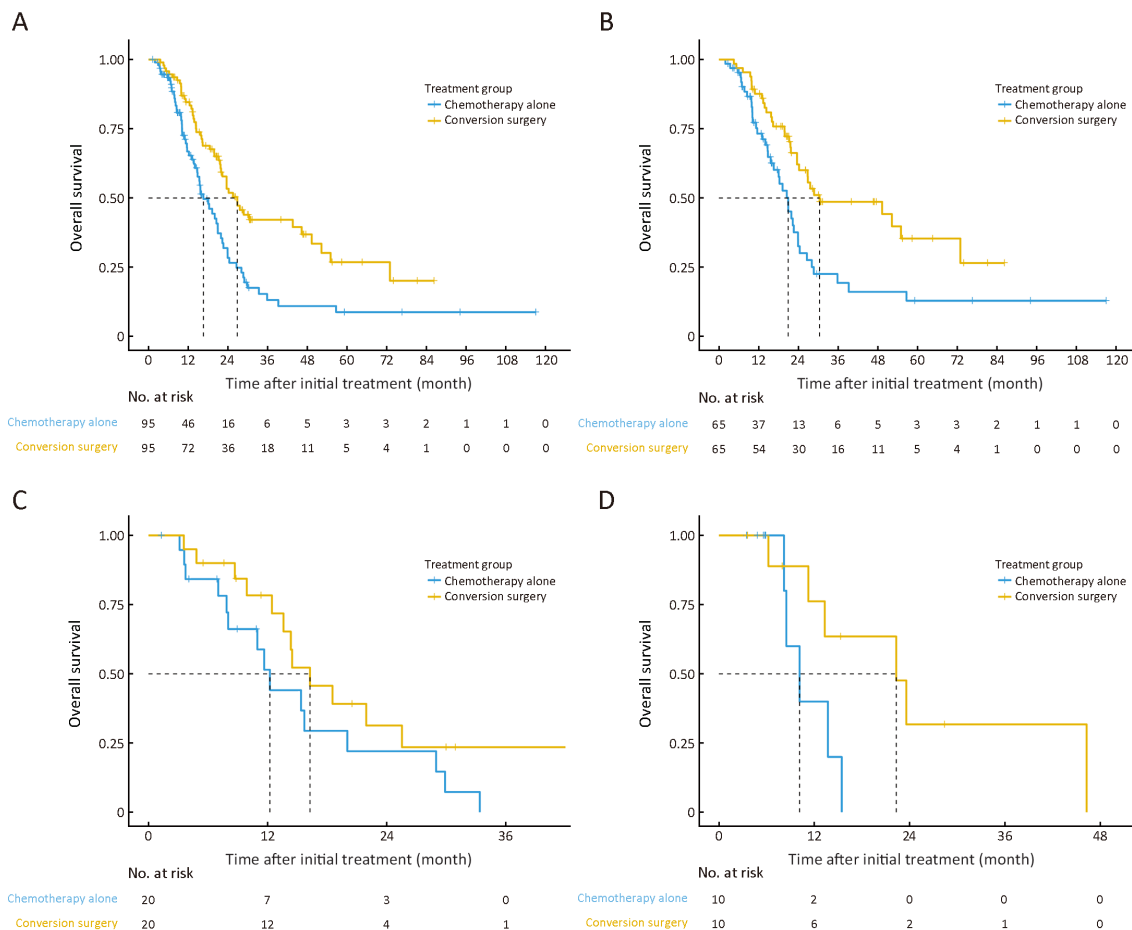 A
Overall survival
1.00
0.75
0.50
0.25
0
Treatment group
Chemotherapy alone
Conversion surgery
0 12 24 36 48 60 72 84 96 108 120
Time after initial treatment (month)
No. at risk
Chemotherapy alone 95 46 16 6 5 3 3 2 1 1 0
Conversion surgery 95 72 36 18 11 5 4 1 0 0 0
B
Overall survival
1.00
0.75
0.50
0.25
0
Treatment group
Chemotherapy alone
Conversion surgery
0 12 24 36 48 60 72 84 96 108 120
Time after initial treatment (month)
No. at risk
Chemotherapy alone 65 37 13 6 5 3 3 2 1 1 0
Conversion surgery 65 54 30 16 11 5 4 1 0 0 0
C
Overall survival
1.00
0.75
0.50
0.25
0
Treatment group
Chemotherapy alone
Conversion surgery
0 12 24 36
Time after initial treatment (month)
No. at risk
Chemotherapy alone 20 7 3 0
Conversion surgery 20 12 4 1
D
Overall survival
1.00
0.75
0.50
0.25
0
Treatment group
Chemotherapy alone
Conversion surgery
0 12 24 36 48
Time after initial treatment (month)
No. at risk
Chemotherapy alone 10 2 0 0 0
Conversion surgery 10 6 2 1 0